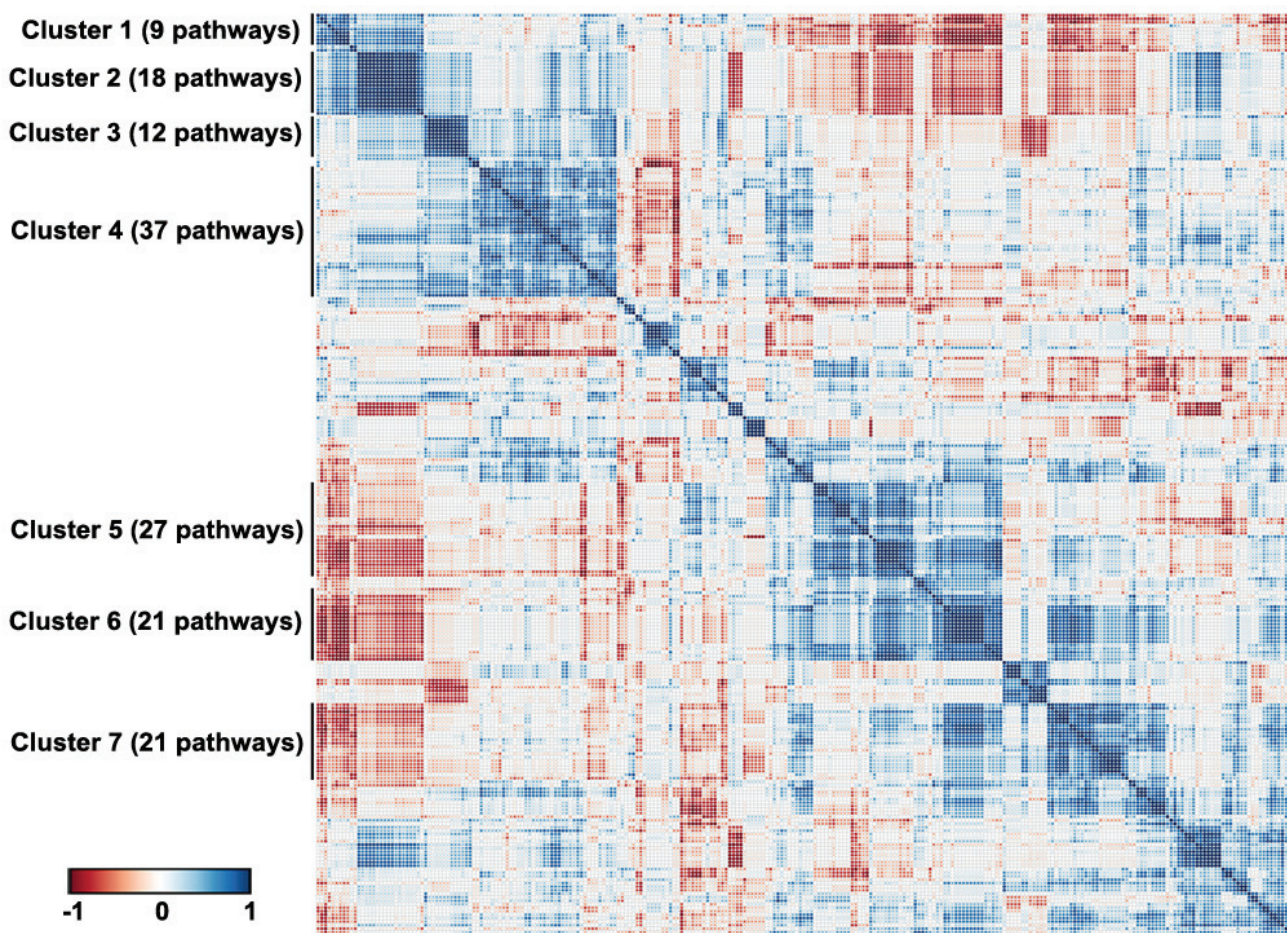 Cluster 1 (9 pathways)
Cluster 2 (18 pathways)
Cluster 3 (12 pathways)
Cluster 4 (37 pathways)
Cluster 5 (27 pathways)
Cluster 6 (21 pathways)
Cluster 7 (21 pathways)
-1 0 1